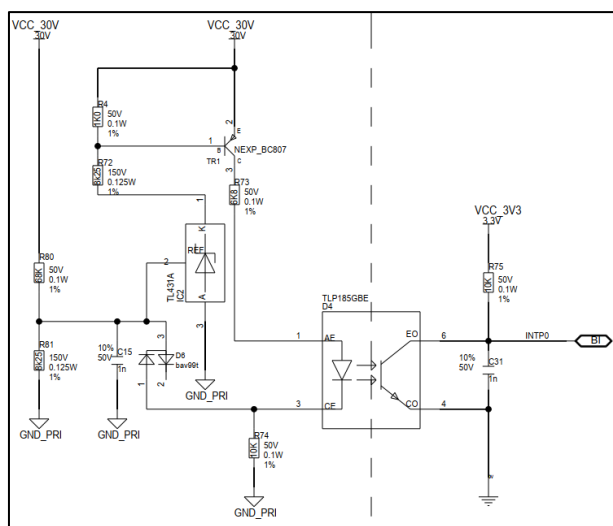 VCC_30V
30V
VCC_30V
30V
R4
1K0
50V
0.1W
1%
2
E
1
B
NEXP_BC807
TR1
C
3
R72
8k25
150V
0.125W
1%
R73
6K8
50V
0.1W
1%
1
K
REF
2
TL431A
IC2
A
3
GND_PRI
VCC_3V3
3.3V
R75
10K
50V
0.1W
1%
R80
68K
50V
0.1W
1%
TLP185GBE
D4
1
AE
EO
6
INTP0
BI
3
CE
CO
4
R81
8k25
150V
0.125W
1%
10%
50V
C15
1n
3
D6
bav99t
1
2
10%
50V
C31
1n
GND_PRI
GND_PRI
R74
10K
50V
0.1W
1%
GND_PRI